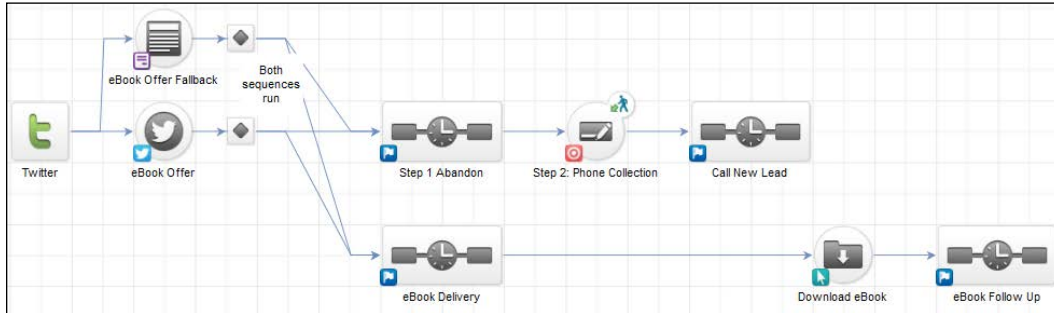 eBook Offer Fallback
Both
sequences
run
Twitter
eBook Offer
Step 1 Abandon
Step 2: Phone Collection
Call New Lead
eBook Delivery
Download eBook
eBook Follow Up